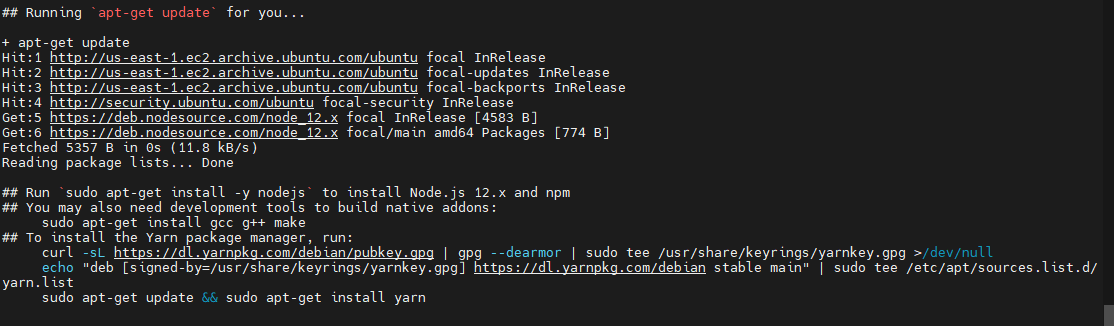 ## Running `apt-get update` for you...
+ apt-get update
Hit:1 http://us-east-1.ec2.archive.ubuntu.com/ubuntu focal InRelease
Hit:2 http://us-east-1.ec2.archive.ubuntu.com/ubuntu focal-updates InRelease
Hit:3 http://us-east-1.ec2.archive.ubuntu.com/ubuntu focal-backports InRelease
Hit:4 http://security.ubuntu.com/ubuntu focal-security InRelease
Get:5 https://deb.nodesource.com/node_12.x focal InRelease [4583 B]
Get:6 https://deb.nodesource.com/node_12.x focal/main amd64 Packages [774 B]
Fetched 5357 B in 0s (11.8 kB/s)
Reading package lists... Done
## Run `sudo apt-get install -y nodejs` to install Node.js 12.x and npm
## You may also need development tools to build native addons:
     sudo apt-get install gcc g++ make
## To install the Yarn package manager, run:
     curl -sL https://dl.yarnpkg.com/debian/pubkey.gpg | gpg --dearmor | sudo tee /usr/share/keyrings/yarnkey.gpg >/dev/null
     echo "deb [signed-by=/usr/share/keyrings/yarnkey.gpg] https://dl.yarnpkg.com/debian stable main" | sudo tee /etc/apt/sources.list.d/
yarn.list
     sudo apt-get update && sudo apt-get install yarn